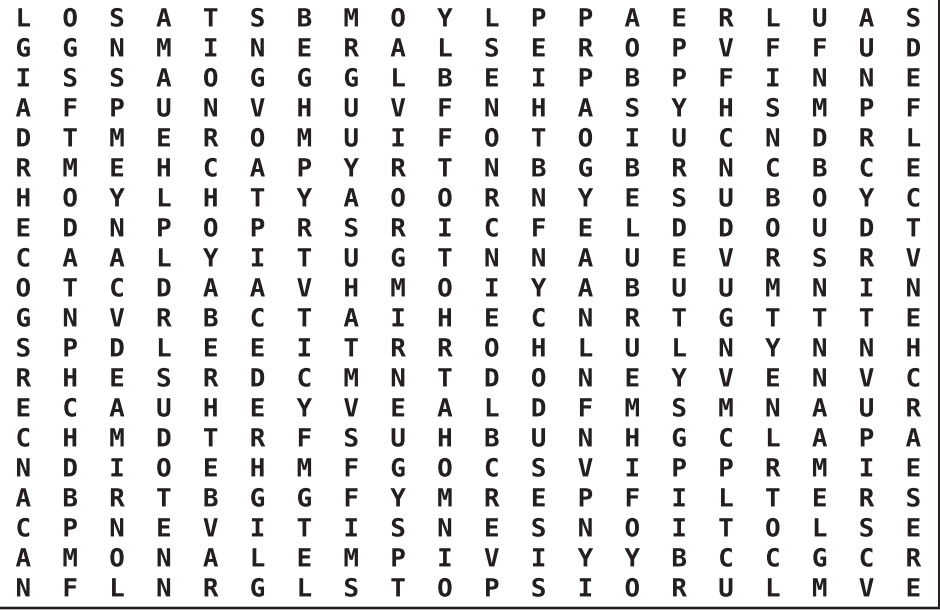 L O S A T S B M O Y L P P A E R L U A S
G G N M I N E R A L S E R O P V F F U D
I S S A O G G G L B E I P B P F I N N E
A F P U N V H U V F N H A S Y H S M P F
D T M E R O M U I F O T O I U C N D R L
R M E H C A P Y R T N B G B R N C B C E
H O Y L H T Y A O O R N Y E S U B O Y C
E D N P O P R S R I C F E L D D O U D T
C A A L Y I T U G T N N A U E V R S R V
O T C D A A V H M O I Y A B U U M N I N
G N V R B C T A I H E C N R T G T T T E
S P D L E E I T R R O H L U L N Y N N H
R H E S R D C M N T D O N E Y V E N V C
E C A U H E Y V E A L D F M S M N A U R
C H M D T R F S U H B U N H G C L A P A
N D I O E H M F G O C S V I P P R M I E
A B R T B G G F Y M R E P F I L T E R S
C P N E V I T I S N E S N O I T O L S E
A M O N A L E M P I V I Y Y B C C G C R
N F L N R G L S T O P S I O R U L M V E